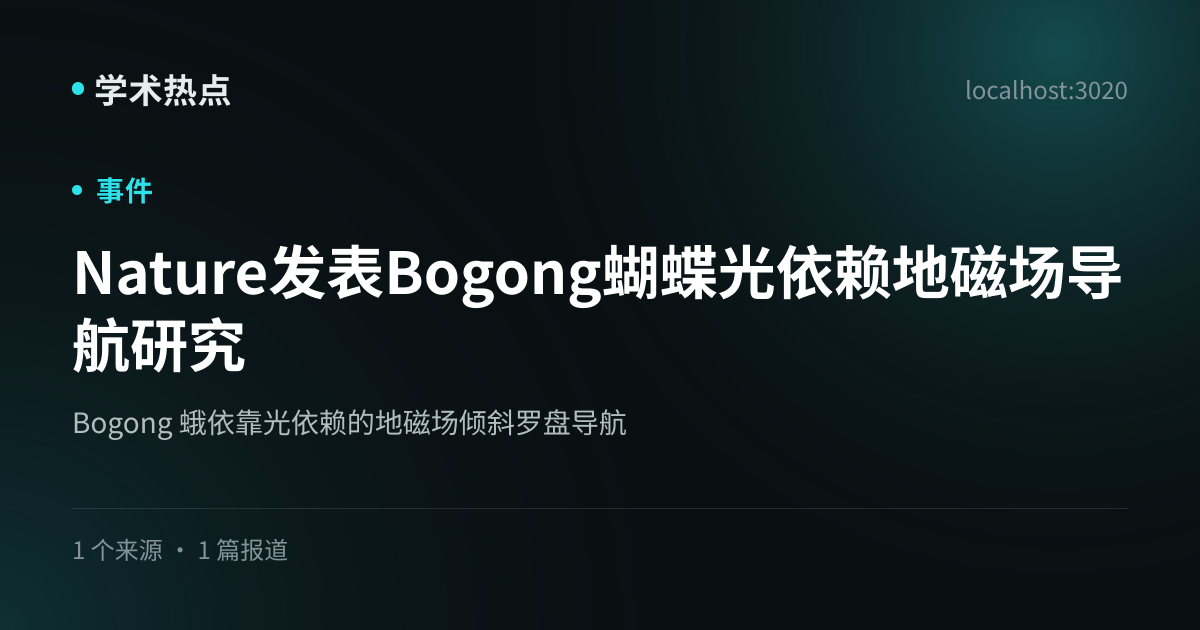 学术热点
localhost:3020
事件
Nature发表Bogong蝴蝶光依赖地磁场导
航研究
Bogong 蛾依靠光依赖的地磁场倾斜罗盘导航
1 个来源 · 1 篇报道